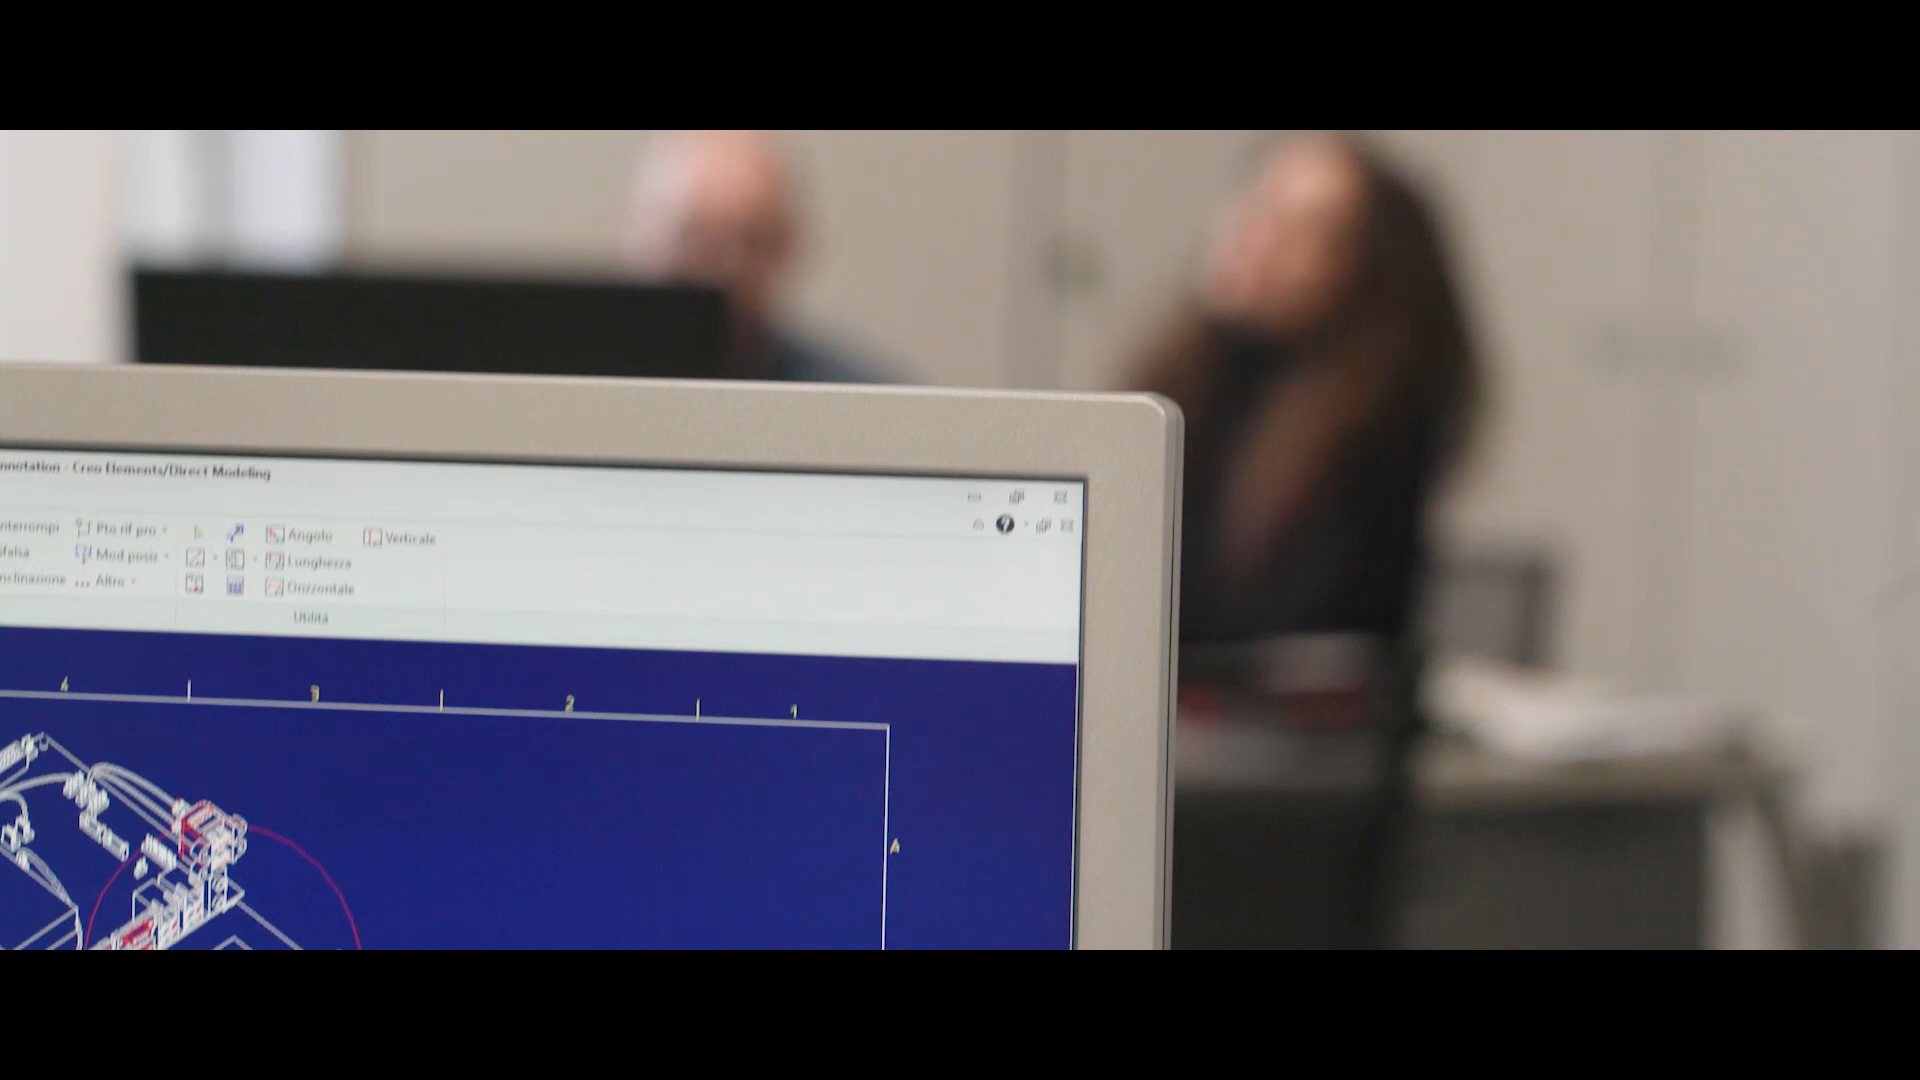 nnotation - Creo Elements/Direct Modeling
nterrompi Pto rif pro Angolo Verticale
falsa Mod posiz Lunghezza
nclinazione ... Altro Orizzontale
Utilità
4 3 2 1
A